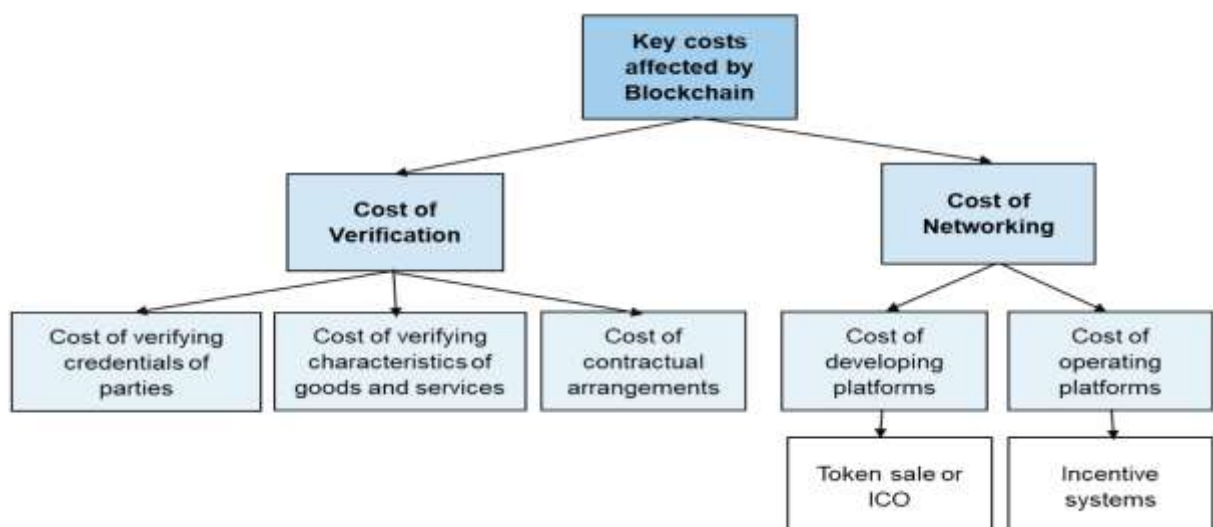 Key costs
affected by
Blockchain
Cost of
Verification
Cost of
Networking
Cost of verifying
credentials of
parties
Cost of verifying
characteristics of
goods and services
Cost of
contractual
arrangements
Cost of
developing
platforms
Cost of
operating
platforms
Token sale or
ICO
Incentive
systems